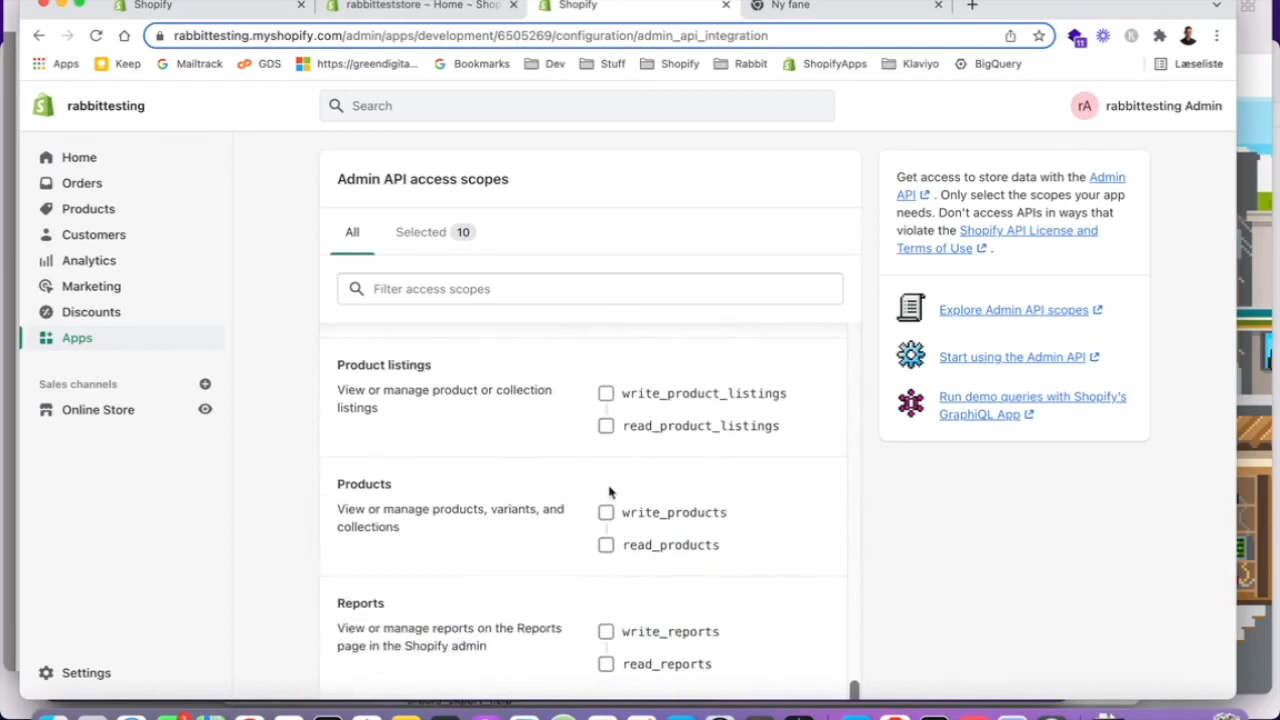 Shopify
rabbitteststore ~ Home ~ Shop
Shopify
Ny fane
rabbittesting.myshopify.com/admin/apps/development/6505269/configuration/admin_api_integration
11
Apps
Keep
Mailtrack
GDS
https://greendigita...
Bookmarks
Dev
Stuff
Shopify
Rabbit
ShopifyApps
Klaviyo
BigQuery
Læseliste
rabbittesting
Search
rA
rabbittesting Admin
Home
Orders
Products
Customers
Analytics
Marketing
Discounts
Apps
Sales channels
Online Store
Settings
Admin API access scopes
All
Selected 10
Filter access scopes
Product listings
View or manage product or collection
listings
write_product_listings
read_product_listings
Products
View or manage products, variants, and
collections
write_products
read_products
Reports
View or manage reports on the Reports
page in the Shopify admin
write_reports
read_reports
Get access to store data with the Admin
API . Only select the scopes your app
needs. Don't access APIs in ways that
violate the Shopify API License and
Terms of Use .
Explore Admin API scopes
Start using the Admin API
Run demo queries with Shopify's
GraphiQL App